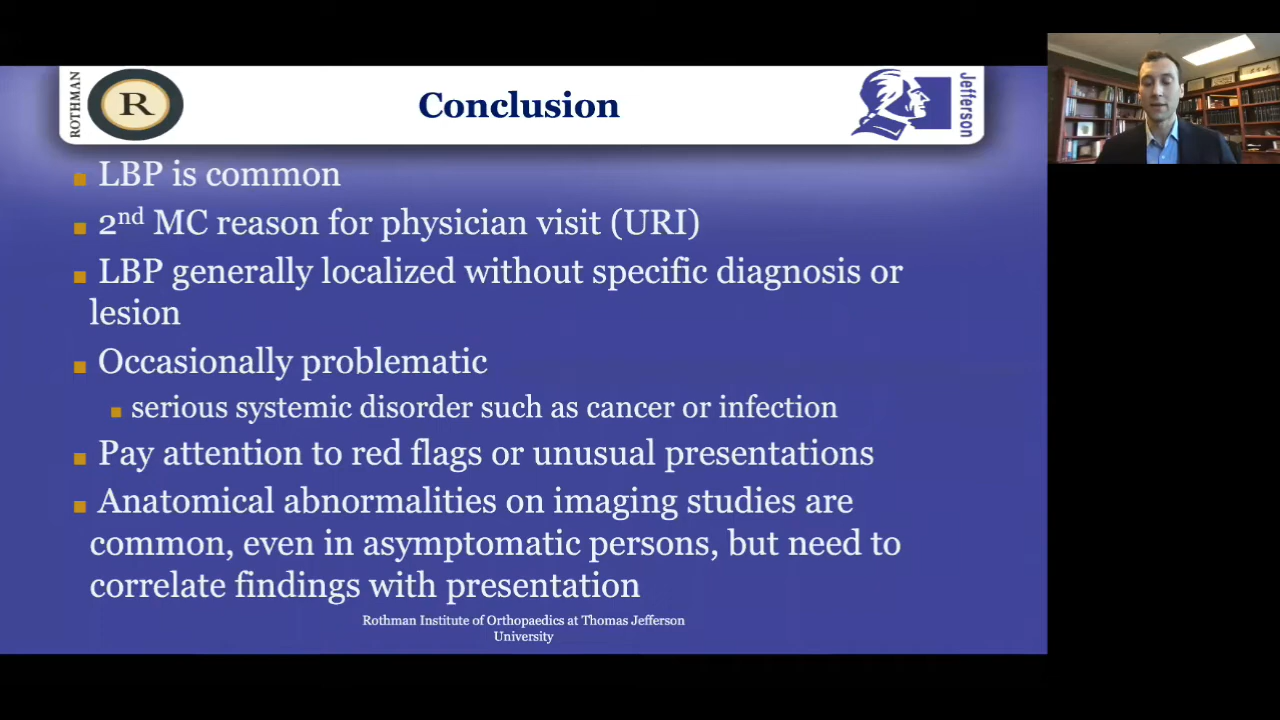 ROTHMAN
R
Conclusion
Jefferson
LBP is common
2nd MC reason for physician visit (URI)
LBP generally localized without specific diagnosis or
lesion
Occasionally problematic
serious systemic disorder such as cancer or infection
Pay attention to red flags or unusual presentations
Anatomical abnormalities on imaging studies are
common, even in asymptomatic persons, but need to
correlate findings with presentation
Rothman Institute of Orthopaedics at Thomas Jefferson
University